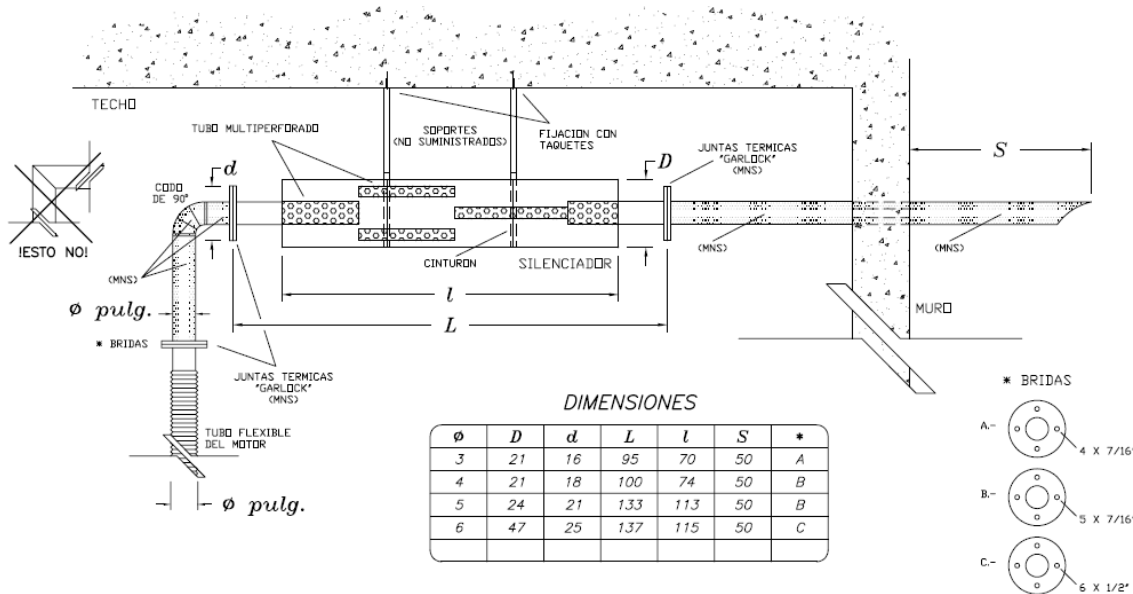 TECHO
TUBO MULTIPERFORADO
SOPORTES
(NO SUMINISTRADOS)
FIJACION CON
TAQUETES
JUNTAS TERMICAS
"GARLOCK"
(MNS)
S
D
d
CODO
DE 90°
!ESTO NO!
(MNS)
CINTURON
SILENCIADOR
(MNS)
(MNS)
l
L
MURO
ø pulg.
* BRIDAS
JUNTAS TERMICAS
"GARLOCK"
(MNS)
TUBO FLEXIBLE
DEL MOTOR
ø pulg.
DIMENSIONES
ø D d L l S *
3 21 16 95 70 50 A
4 21 18 100 74 50 B
5 24 21 133 113 50 B
6 47 25 137 115 50 C
* BRIDAS
A.-
4 X 7/16"
B.-
5 X 7/16"
C.-
6 X 1/2"